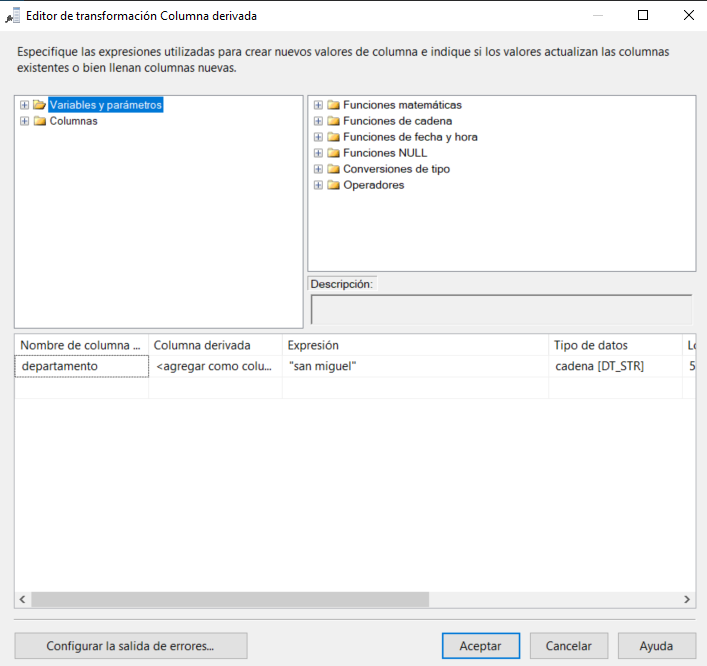 Editor de transformación Columna derivada
Especifique las expresiones utilizadas para crear nuevos valores de columna e indique si los valores actualizan las columnas
existentes o bien llenan columnas nuevas.
Variables y parámetros
Columnas
Funciones matemáticas
Funciones de cadena
Funciones de fecha y hora
Funciones NULL
Conversiones de tipo
Operadores
Descripción:
Nombre de columna ... Columna derivada Expresión Tipo de datos
departamento <agregar como colu... "san miguel" cadena [DT_STR] 5
Configurar la salida de errores... Aceptar Cancelar Ayuda